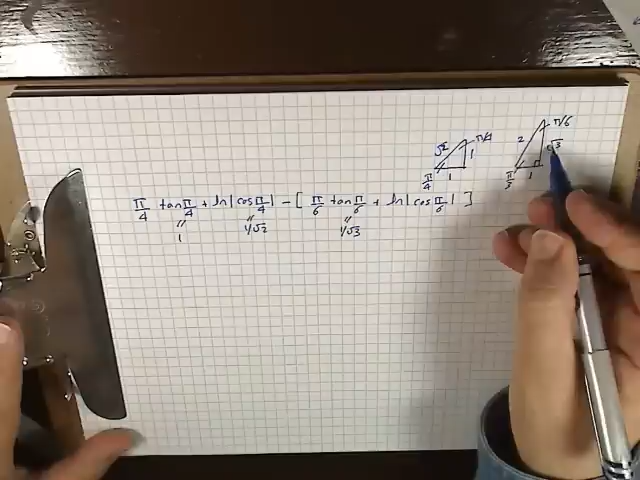 √2 π/4 1 1 π/4
2 π/6 √3 1 π/3
π/4 tan π/4 + ln|cos π/4| - [ π/6 tan π/6 + ln|cos π/6| ]
1 1/√2 1/√3